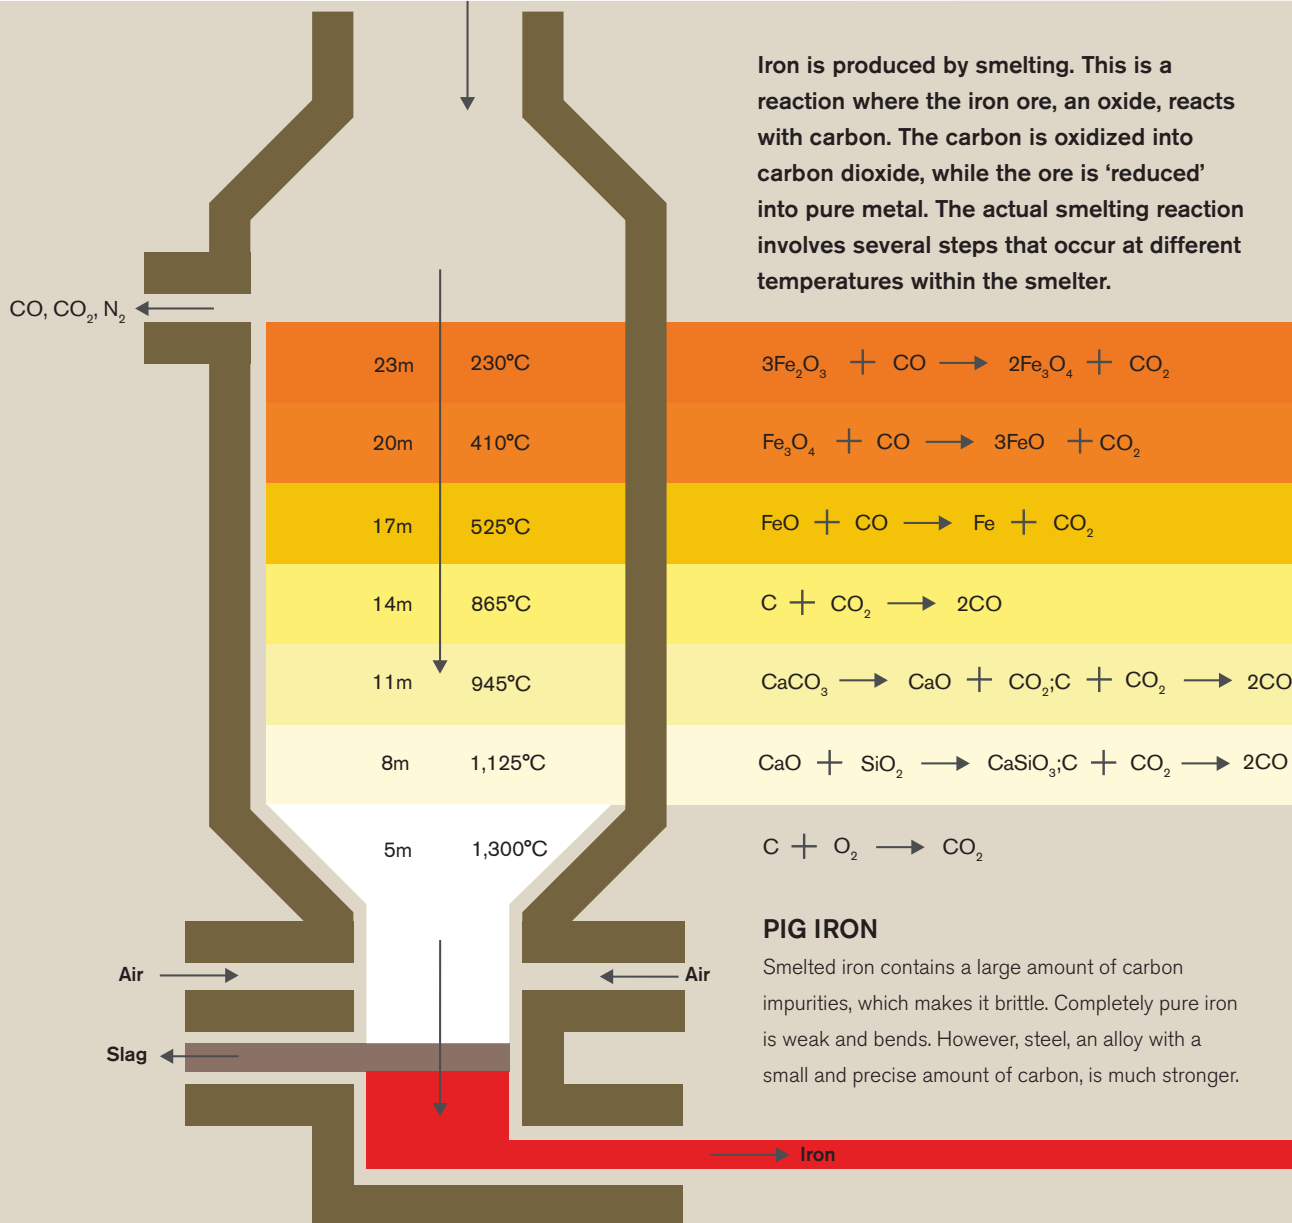 Iron is produced by smelting. This is a
reaction where the iron ore, an oxide, reacts
with carbon. The carbon is oxidized into
carbon dioxide, while the ore is ‘reduced’
into pure metal. The actual smelting reaction
involves several steps that occur at different
temperatures within the smelter.
CO, CO₂, N₂
23m 230°C 3Fe₂O₃ + CO → 2Fe₃O₄ + CO₂
20m 410°C Fe₃O₄ + CO → 3FeO + CO₂
17m 525°C FeO + CO → Fe + CO₂
14m 865°C C + CO₂ → 2CO
11m 945°C CaCO₃ → CaO + CO₂;C + CO₂ → 2CO
8m 1,125°C CaO + SiO₂ → CaSiO₃;C + CO₂ → 2CO
5m 1,300°C C + O₂ → CO₂
PIG IRON
Smelted iron contains a large amount of carbon
impurities, which makes it brittle. Completely pure iron
is weak and bends. However, steel, an alloy with a
small and precise amount of carbon, is much stronger.
Air
Air
Slag
Iron